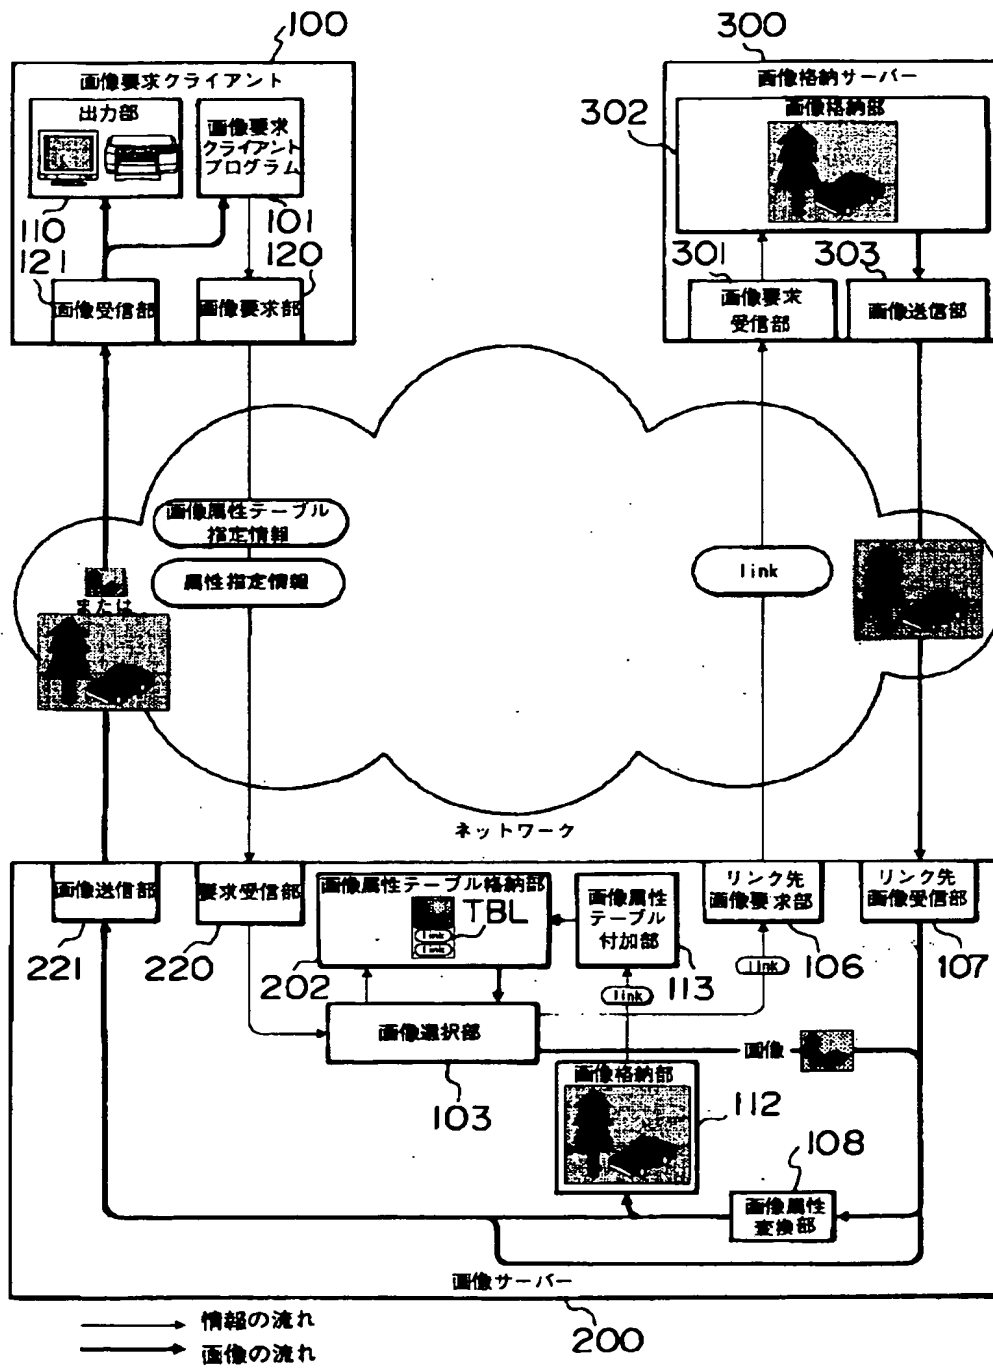 100
画像要求クライアント
出力部
画像要求
クライアント
プログラム
110
101
121
120
画像受信部
画像要求部
300
画像格納サーバー
302
画像格納部
301
303
画像要求
受信部
画像送信部
画像属性テーブル
指定情報
属性指定情報
または
link
ネットワーク
画像送信部
要求受信部
画像属性テーブル格納部
TBL
link
link
画像属性
テーブル
付加部
リンク先
画像要求部
リンク先
画像受信部
221
220
202
113
106
107
link
link
画像選択部
103
画像
画像格納部
112
108
画像属性
変換部
画像サーバー
200
情報の流れ
画像の流れ